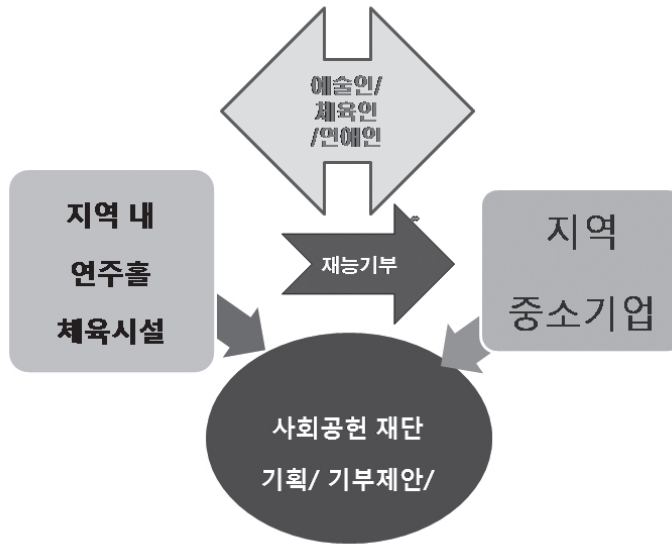 예술인/
체육인
/연애인
지역 내
연주홀
체육시설
재능기부
지역
중소기업
사회공헌 재단
기획/ 기부제안/